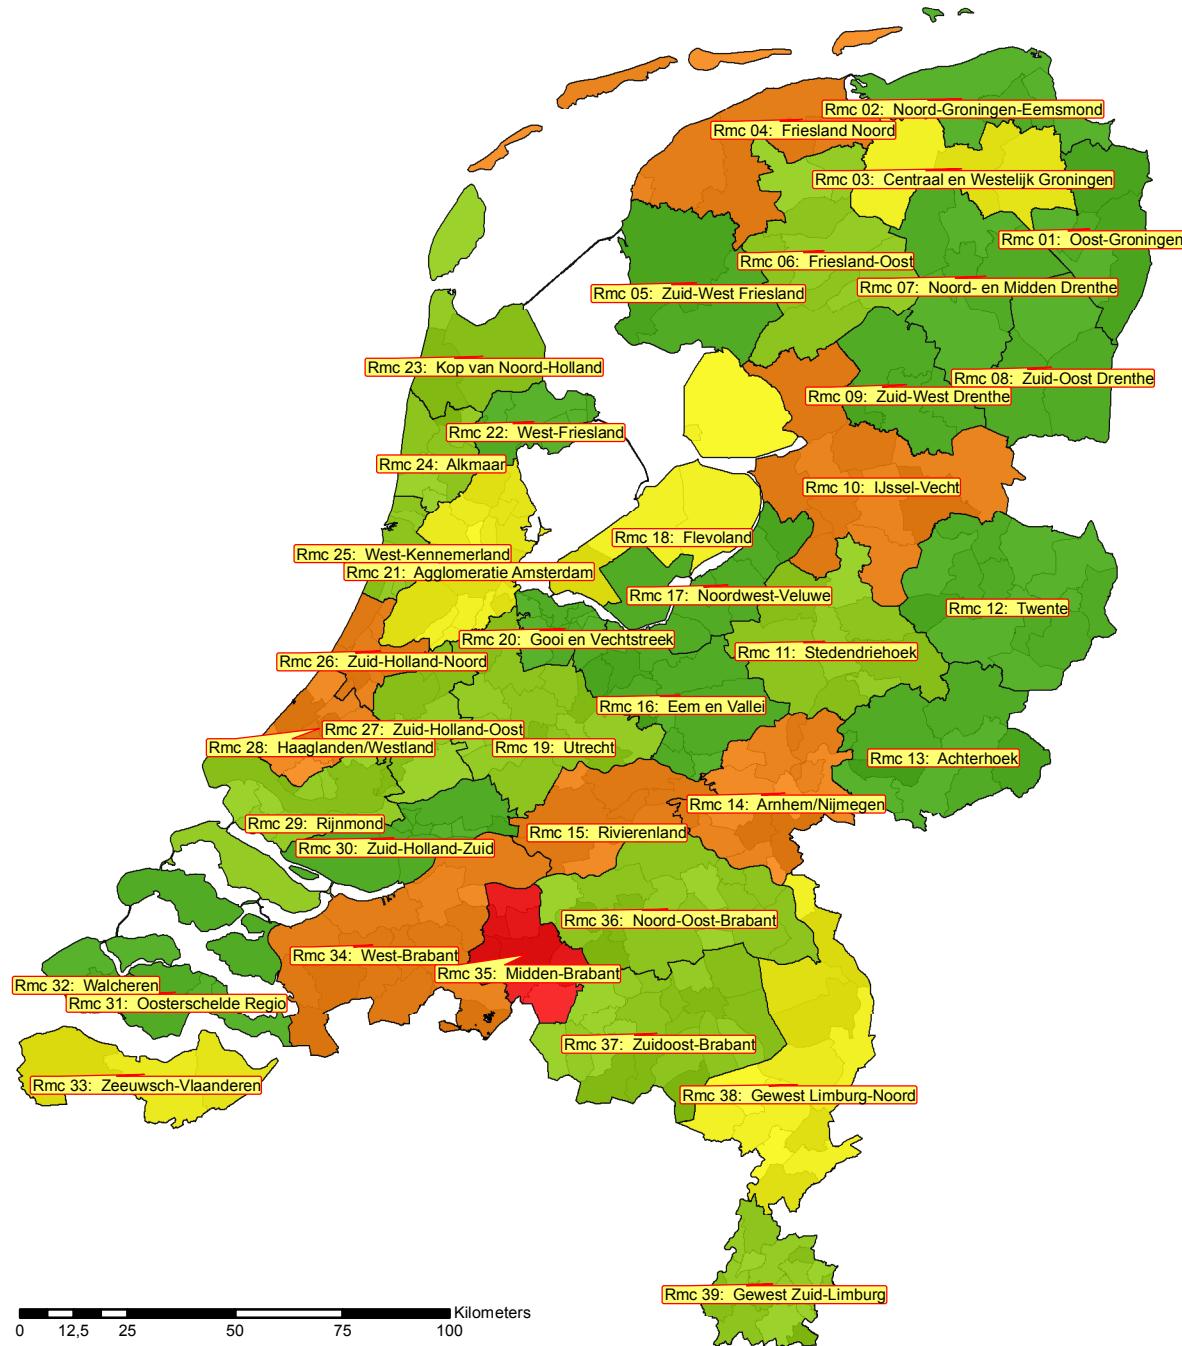 Rmc 02: Noord-Groningen-Eemsmond
Rmc 04: Friesland Noord
Rmc 03: Centraal en Westelijk Groningen
Rmc 01: Oost-Groningen
Rmc 06: Friesland-Oost
Rmc 07: Noord- en Midden Drenthe
Rmc 05: Zuid-West Friesland
Rmc 23: Kop van Noord-Holland
Rmc 08: Zuid-Oost Drenthe
Rmc 09: Zuid-West Drenthe
Rmc 22: West-Friesland
Rmc 24: Alkmaar
Rmc 10: IJssel-Vecht
Rmc 18: Flevoland
Rmc 25: West-Kennemerland
Rmc 21: Agglomeratie Amsterdam
Rmc 17: Noordwest-Veluwe
Rmc 12: Twente
Rmc 20: Gooi en Vechtstreek
Rmc 11: Stedendriehoek
Rmc 26: Zuid-Holland-Noord
Rmc 16: Eem en Vallei
Rmc 27: Zuid-Holland-Oost
Rmc 28: Haaglanden/Westland
Rmc 19: Utrecht
Rmc 13: Achterhoek
Rmc 14: Arnhem/Nijmegen
Rmc 29: Rijnmond
Rmc 15: Rivierenland
Rmc 30: Zuid-Holland-Zuid
Rmc 36: Noord-Oost-Brabant
Rmc 34: West-Brabant
Rmc 35: Midden-Brabant
Rmc 32: Walcheren
Rmc 31: Oosterschelde Regio
Rmc 37: Zuidoost-Brabant
Rmc 33: Zeeuwsch-Vlaanderen
Rmc 38: Gewest Limburg-Noord
Rmc 39: Gewest Zuid-Limburg
Kilometers
0 12,5 25 50 75 100